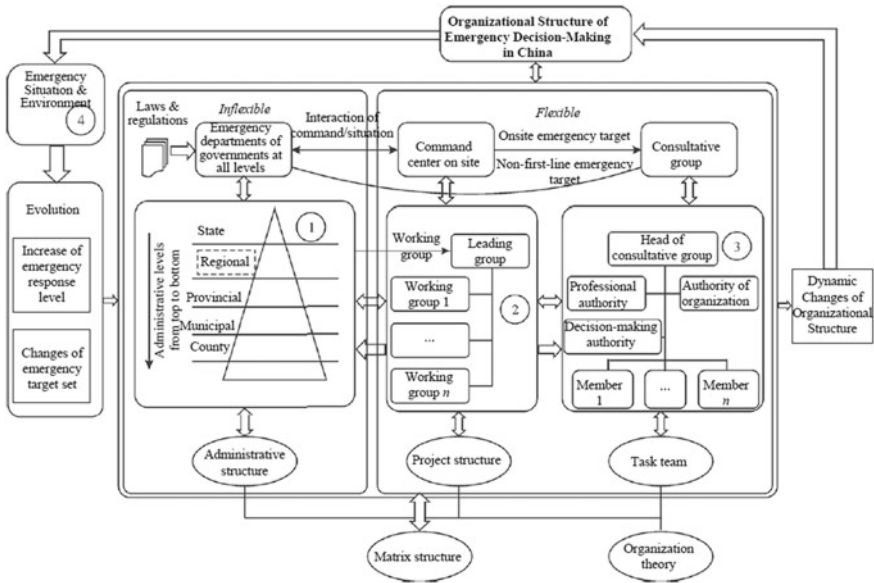 Organizational Structure of
Emergency Decision-Making
in China
Emergency
Situation & Environment
4
Inflexible
Flexible
Laws &
regulations
Emergency
departments of
governments at
all levels
Interaction of
command/situation
Command
center on site
Onsite emergency target
Non-first-line emergency
target
Consultative
group
Evolution
Increase of
emergency
response
level
Changes of
emergency
target set
Administrative levels
from top to bottom
State
Regional
Provincial
Municipal
County
1
Working
group
Leading
group
Working
group 1
...
Working
group n
2
Head of
consultative group
3
Professional
authority
Authority of
organization
Decision-making
authority
Member
1
...
Member
n
Dynamic
Changes of
Organizational
Structure
Administrative
structure
Project structure
Task team
Matrix structure
Organization
theory